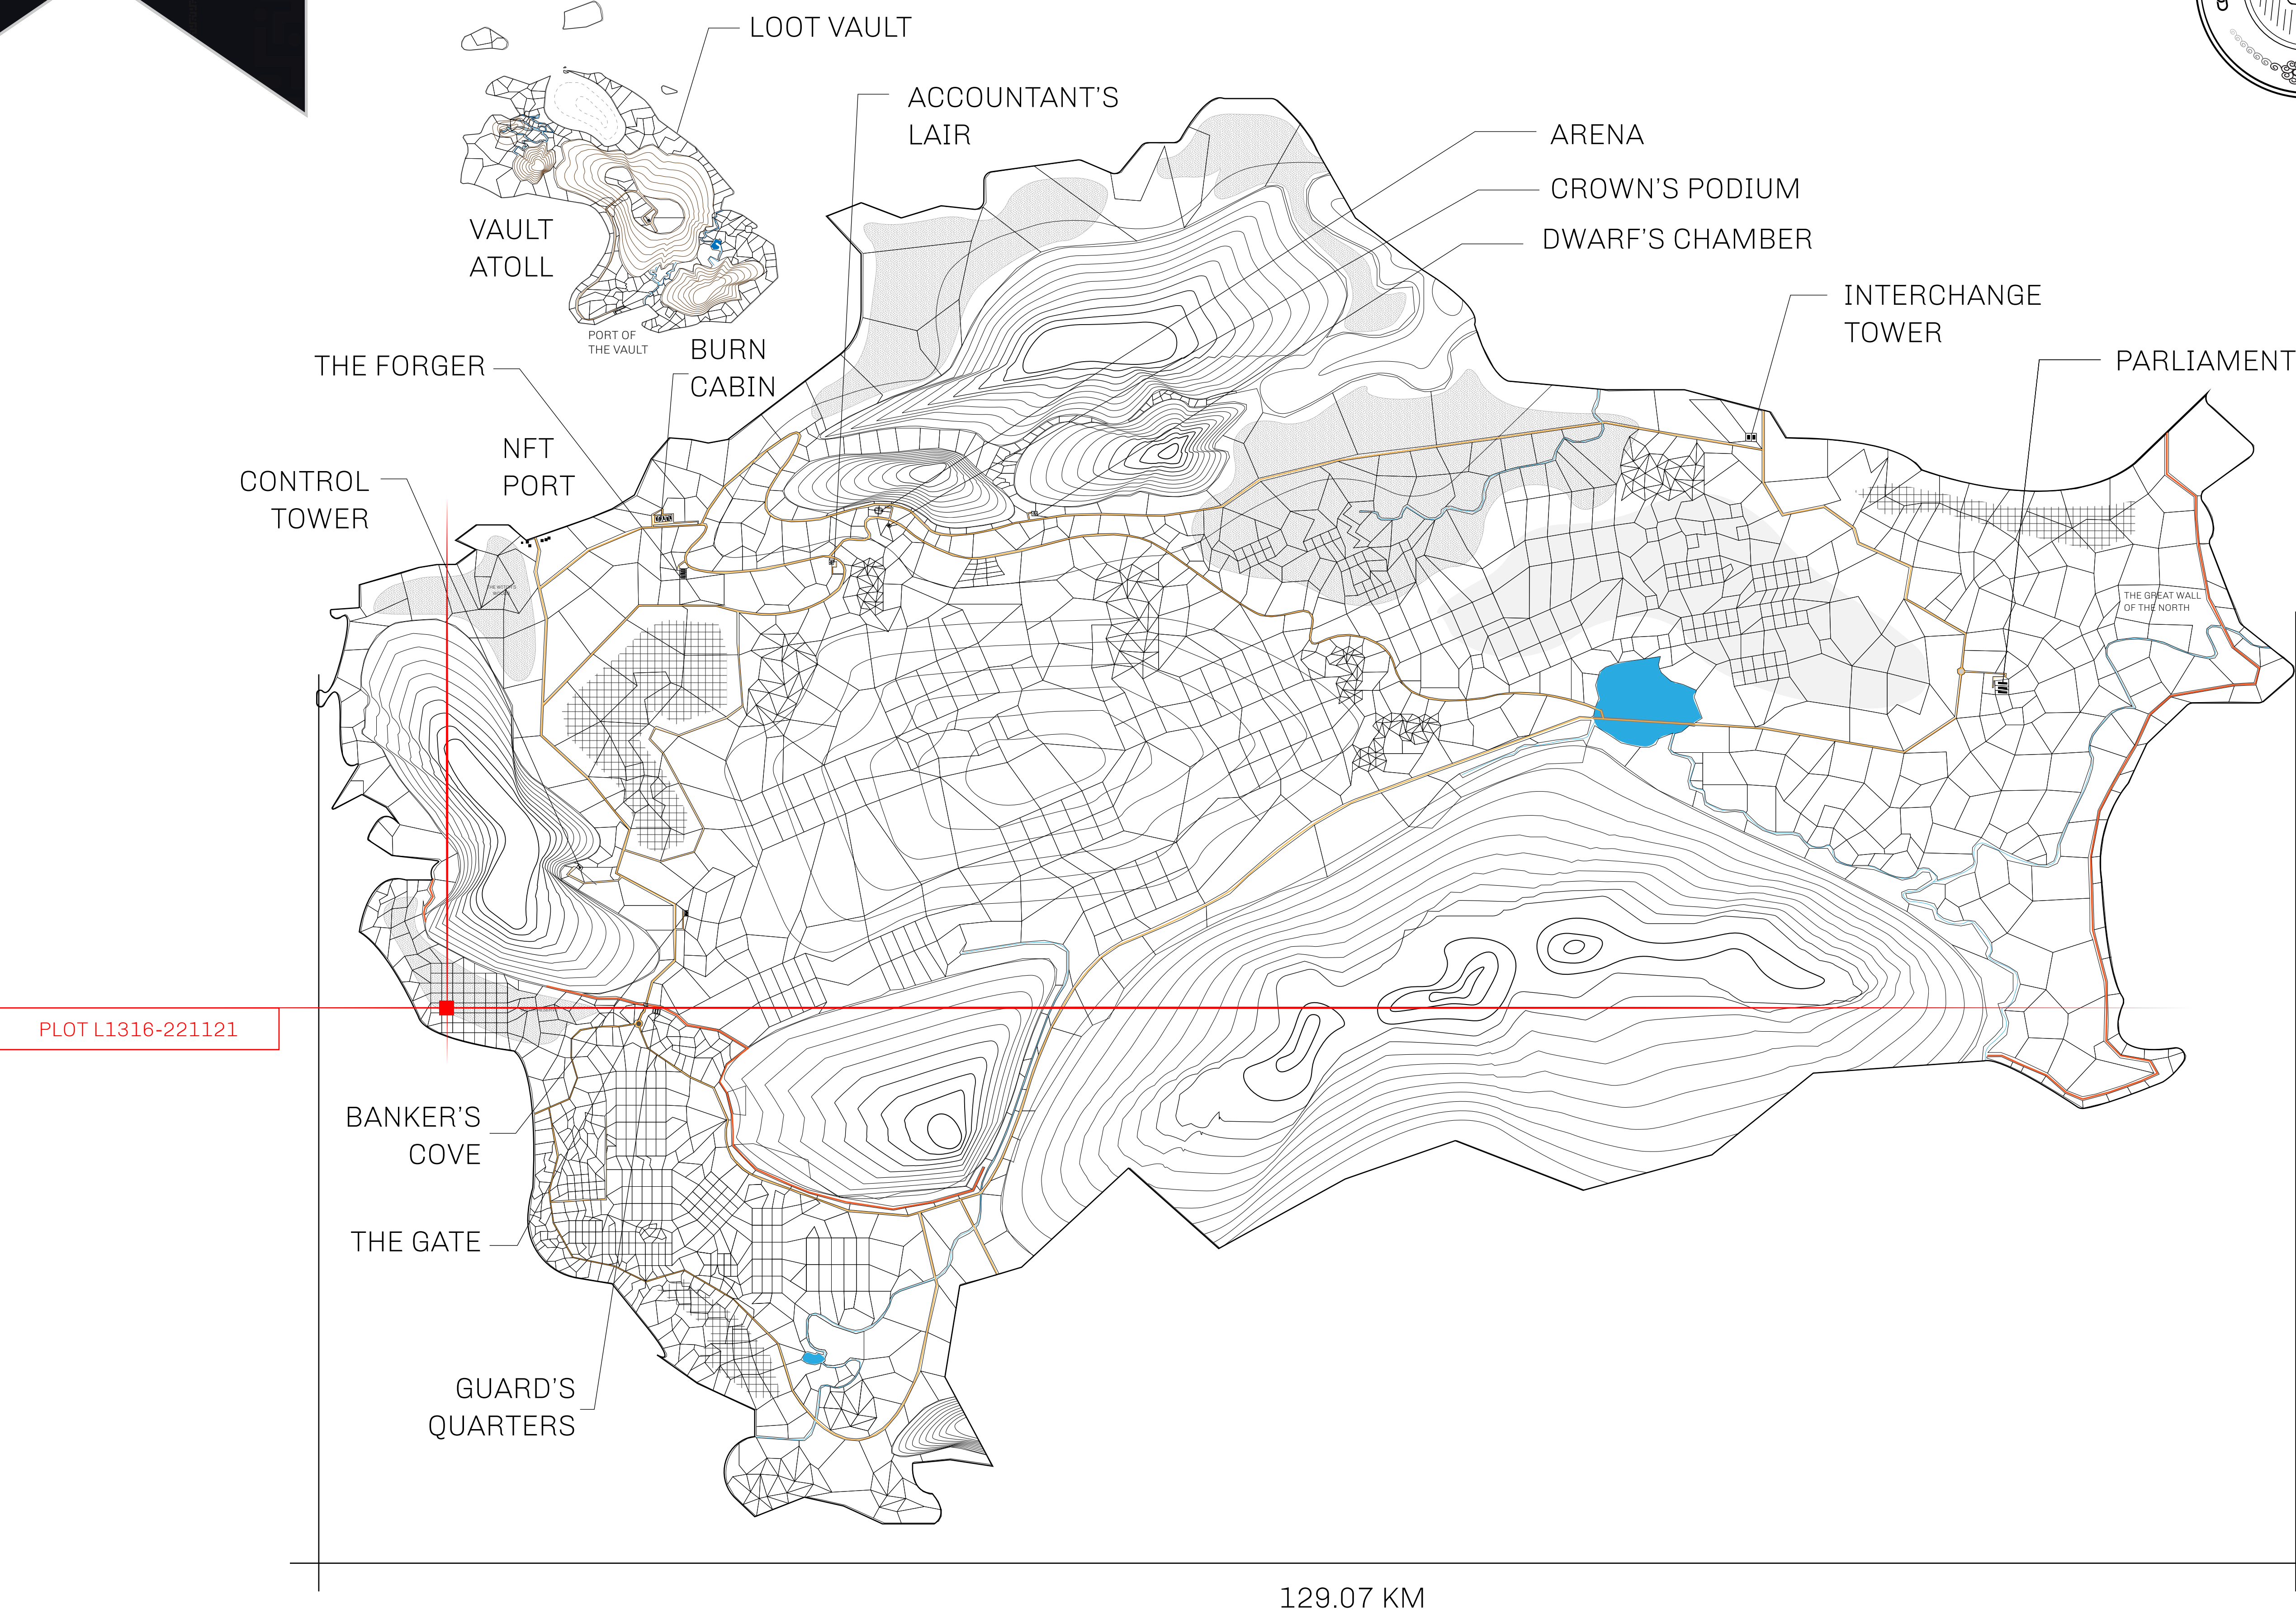 LOOT VAULT
ACCOUNTANT'S
LAIR
ARENA
CROWN'S PODIUM
DWARF'S CHAMBER
VAULT
ATOLL
INTERCHANGE
TOWER
PORT OF
THE VAULT
BURN
CABIN
THE FORGER
PARLIAMENT
NFT
PORT
CONTROL
TOWER
THE GREAT WALL
OF THE NORTH
PLOT L1316-221121
BANKER'S
COVE
THE GATE
GUARD'S
QUARTERS
129.07 KM